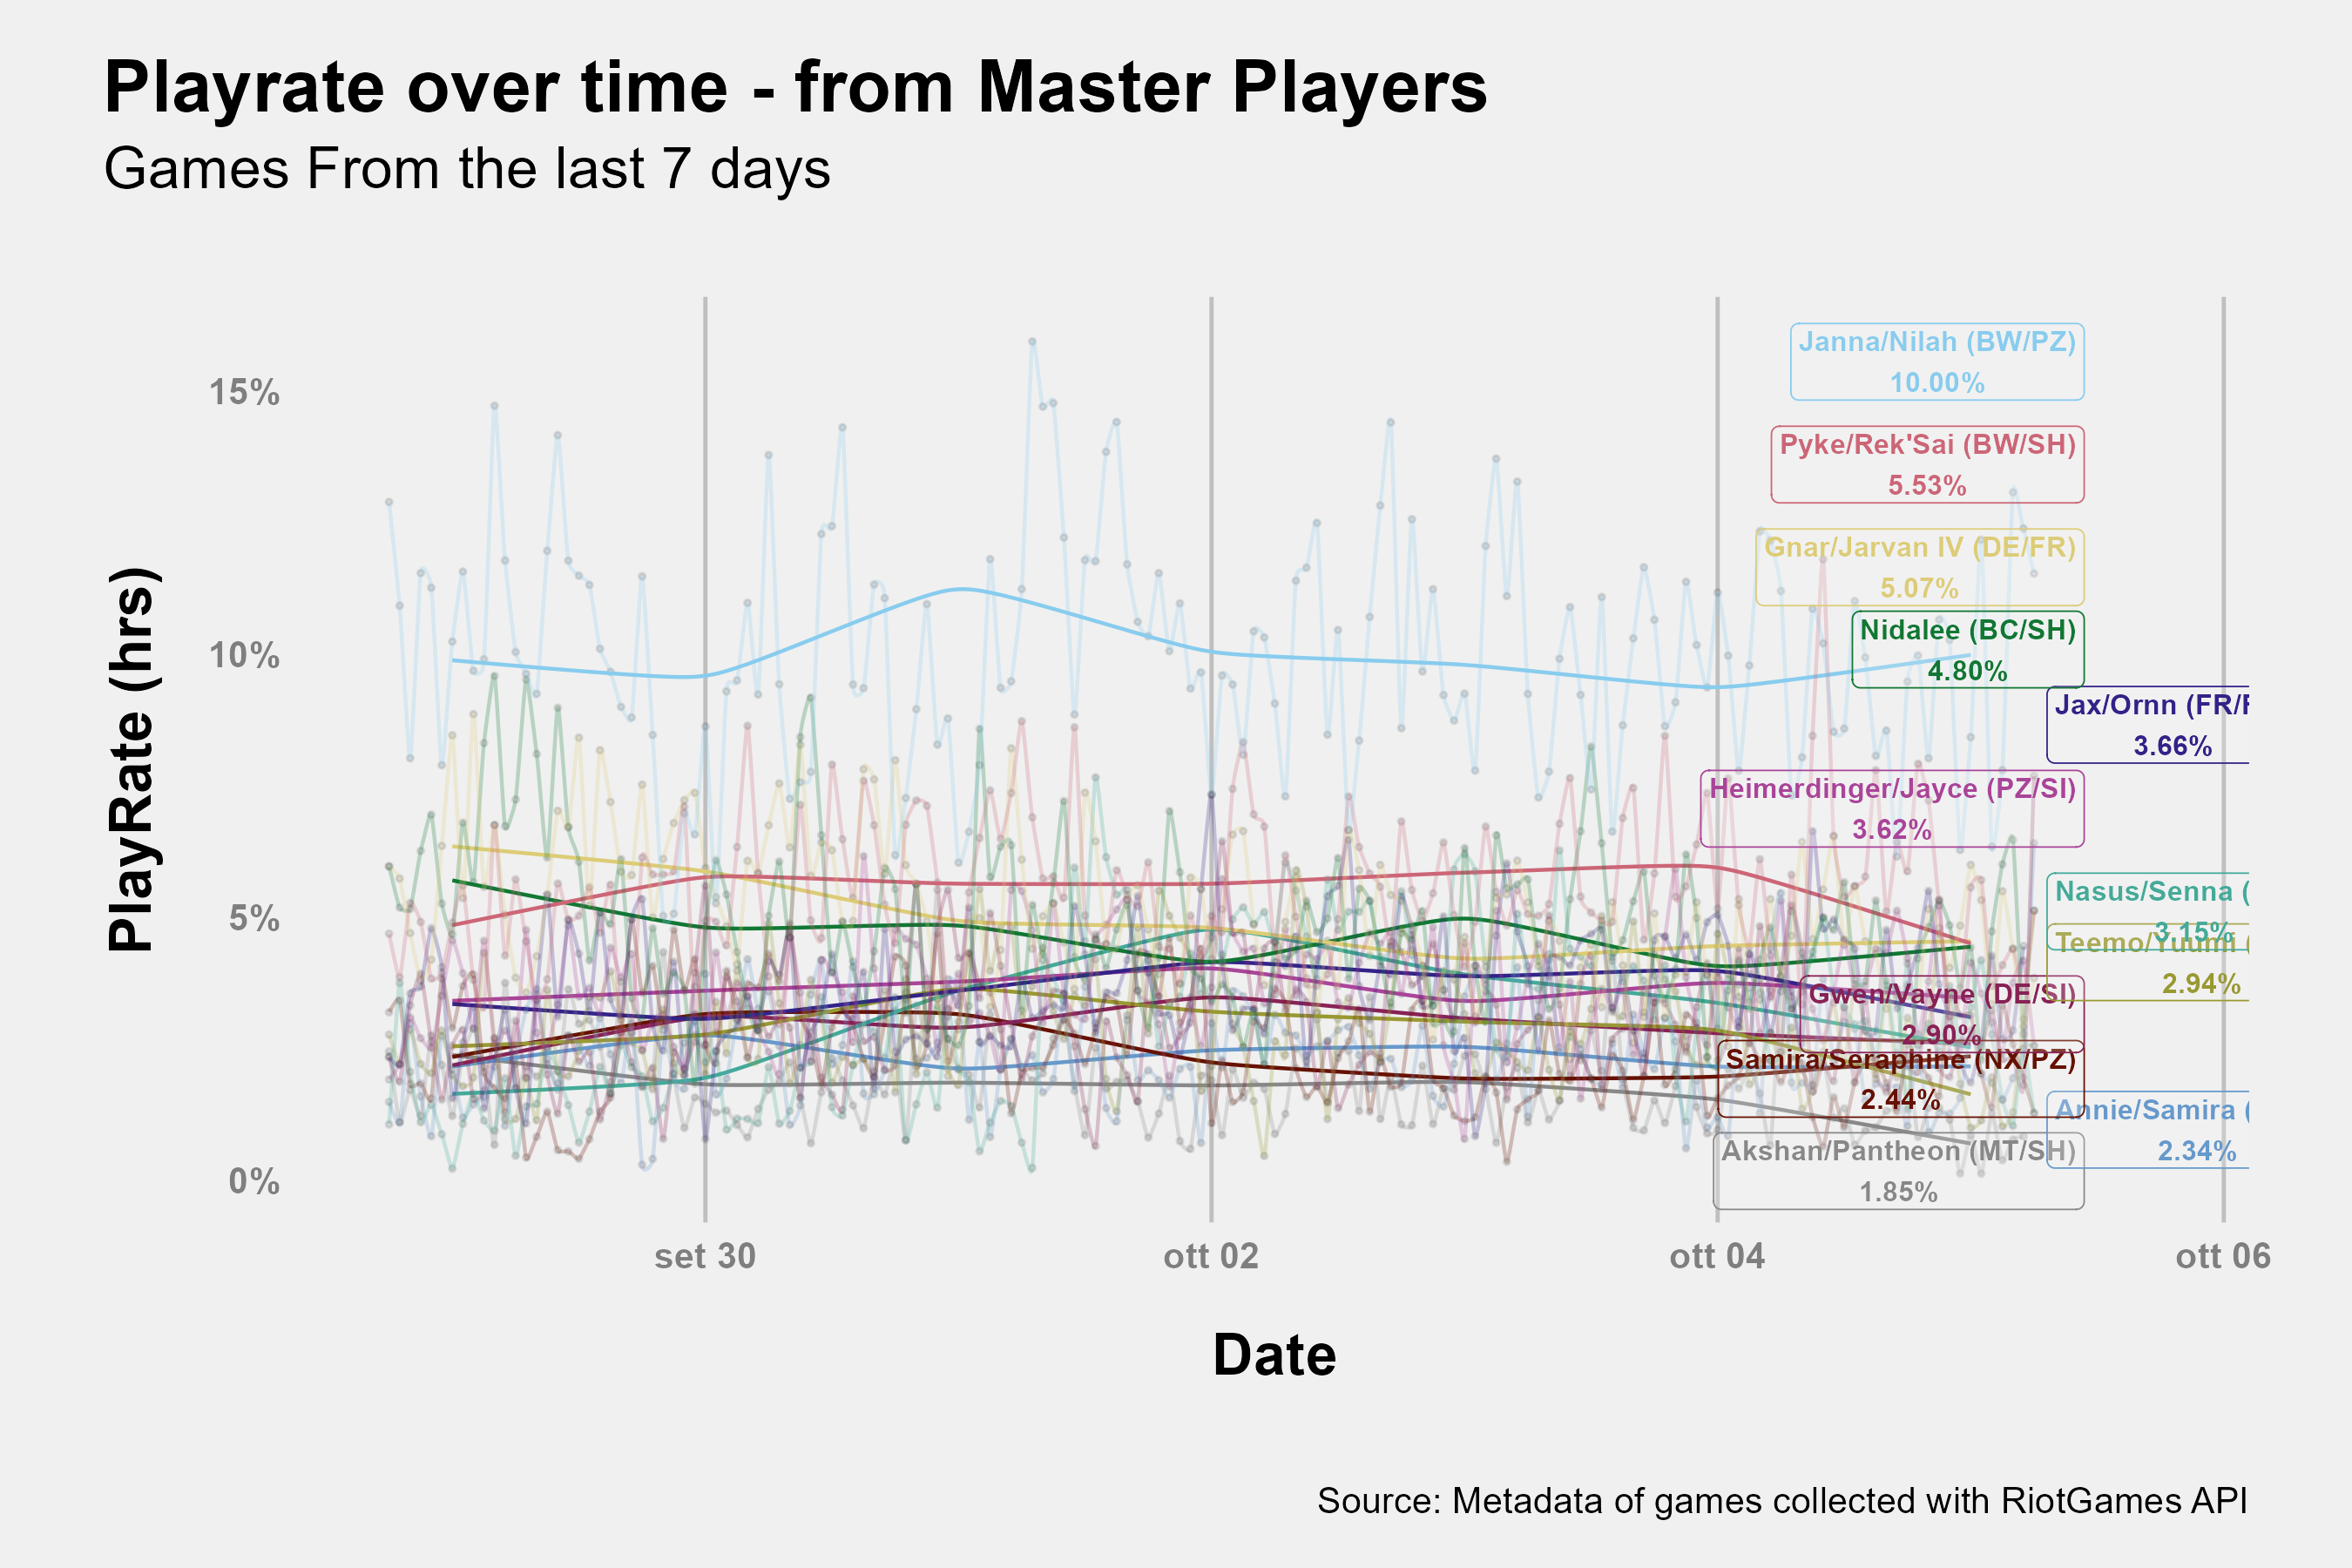 Playrate over time - from Master Players
Games From the last 7 days
PlayRate (hrs)
15%
10%
5%
0%
Janna/Nilah (BW/PZ)
10.00%
Pyke/Rek'Sai (BW/SH)
5.53%
Gnar/Jarvan IV (DE/FR)
5.07%
Nidalee (BC/SH)
4.80%
Jax/Ornn (FR/
3.66%
Heimerdinger/Jayce (PZ/SI)
3.62%
Nasus/Senna (
3.15%
Teemo/Yuumi (
2.94%
Gwen/Vayne (DE/SI)
2.90%
Samira/Seraphine (NX/PZ)
2.44%
Annie/Samira (
2.34%
Akshan/Pantheon (MT/SH)
1.85%
set 30
ott 02
ott 04
ott 06
Date
Source: Metadata of games collected with RiotGames API